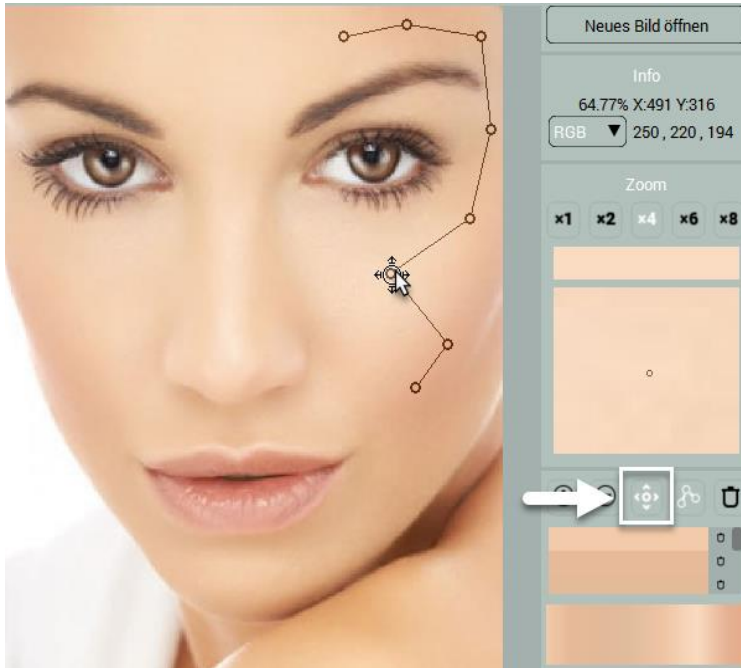 Neues Bild öffnen
Info
64.77% X:491 Y:316
RGB ▼ 250 , 220 , 194
Zoom
×1 ×2 ×4 ×6 ×8